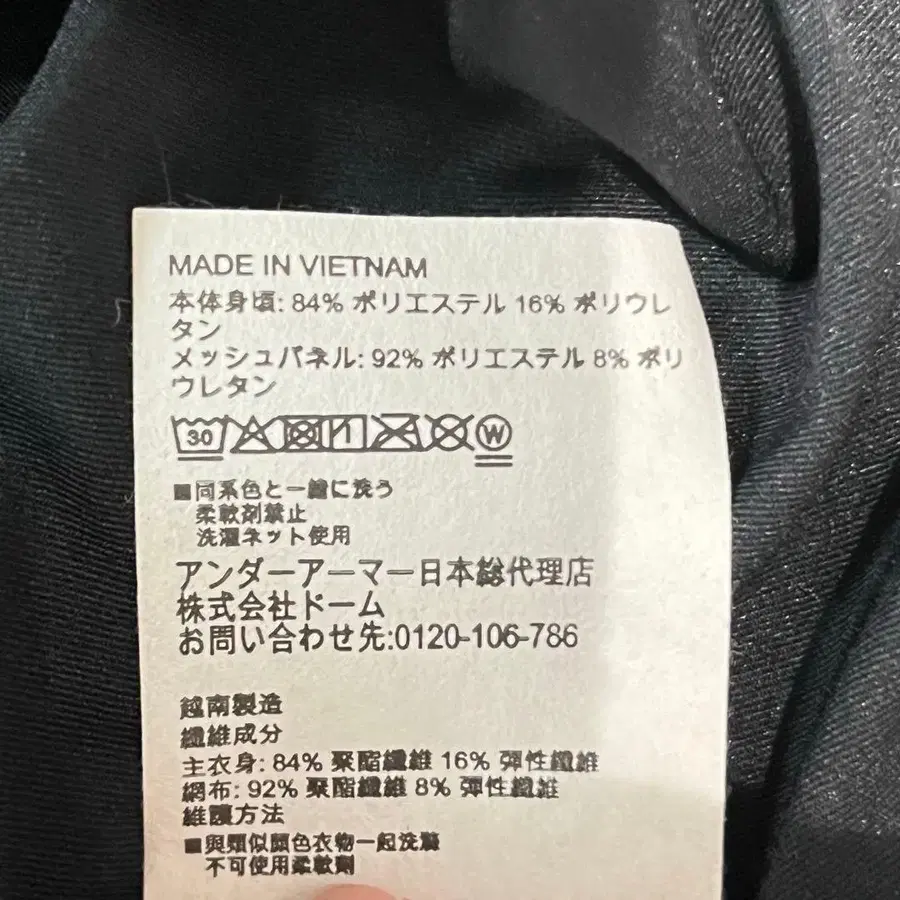 MADE IN VIETNAM
本体身頃: 84% ポリエステル 16% ポリウレ
タン
メッシュパネル: 92% ポリエステル 8% ポリ
ウレタン
30
W
■同系色と一緒に洗う
柔軟剤禁止
洗濯ネット使用
アンダーアーマー日本総代理店
株式会社ドーム
お問い合わせ先:0120-106-786
越南製造
纖維成分
主衣身: 84% 聚酯纖維 16% 彈性纖維
網布: 92% 聚酯纖維 8% 彈性纖維
維護方法
■與類似顏色衣物一起洗滌
不可使用柔軟劑